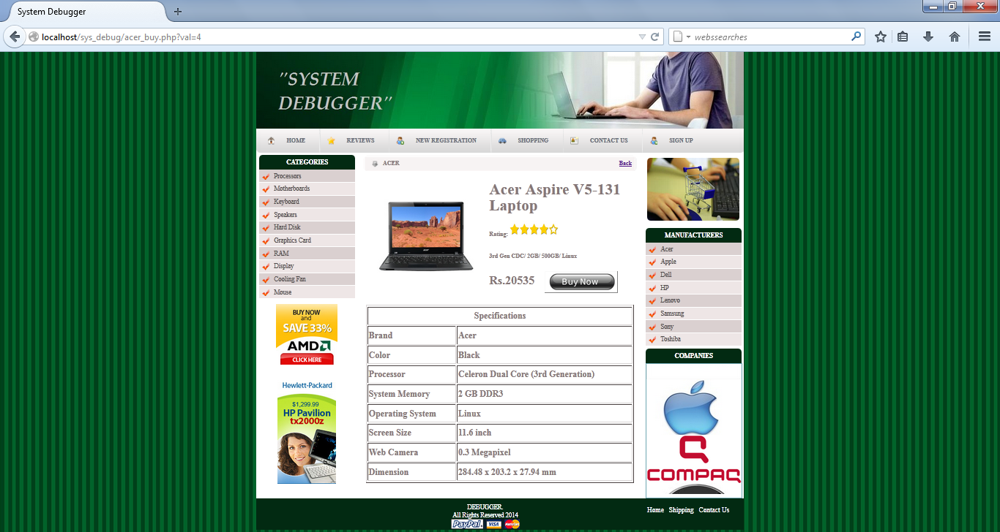 System Debugger
localhost/sys_debug/acer_buy.php?val=4
webssearches
"SYSTEM
DEBUGGER"
HOME
REVIEWS
NEW REGISTRATION
SHOPPING
CONTACT US
SIGN UP
CATEGORIES
Processors
Motherboards
Keyboard
Speakers
Hard Disk
Graphics Card
RAM
Display
Cooling Fan
Mouse
BUY NOW
and
SAVE 33%
AMD
CLICK HERE
Hewlett-Packard
$1,299.99
HP Pavilion
tx2000z
ACER
Back
Acer Aspire V5-131
Laptop
Rating:
3rd Gen CDC/ 2GB/ 500GB/ Linux
Rs.20535
Buy Now
Specifications
Brand Acer
Color Black
Processor Celeron Dual Core (3rd Generation)
System Memory 2 GB DDR3
Operating System Linux
Screen Size 11.6 inch
Web Camera 0.3 Megapixel
Dimension 284.48 x 203.2 x 27.94 mm
MANUFACTURERS
Acer
Apple
Dell
HP
Lenovo
Samsung
Sony
Toshiba
COMPANIES
COMPAQ
DEBUGGER.
All Rights Reserved 2014
PayPal VISA MasterCard
Home Shipping Contact Us